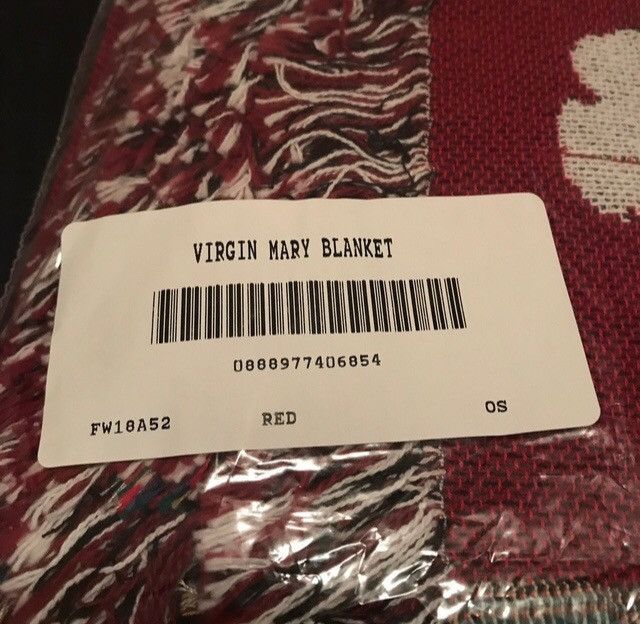 VIRGIN MARY BLANKET
0888977406854
FW18A52 RED OS